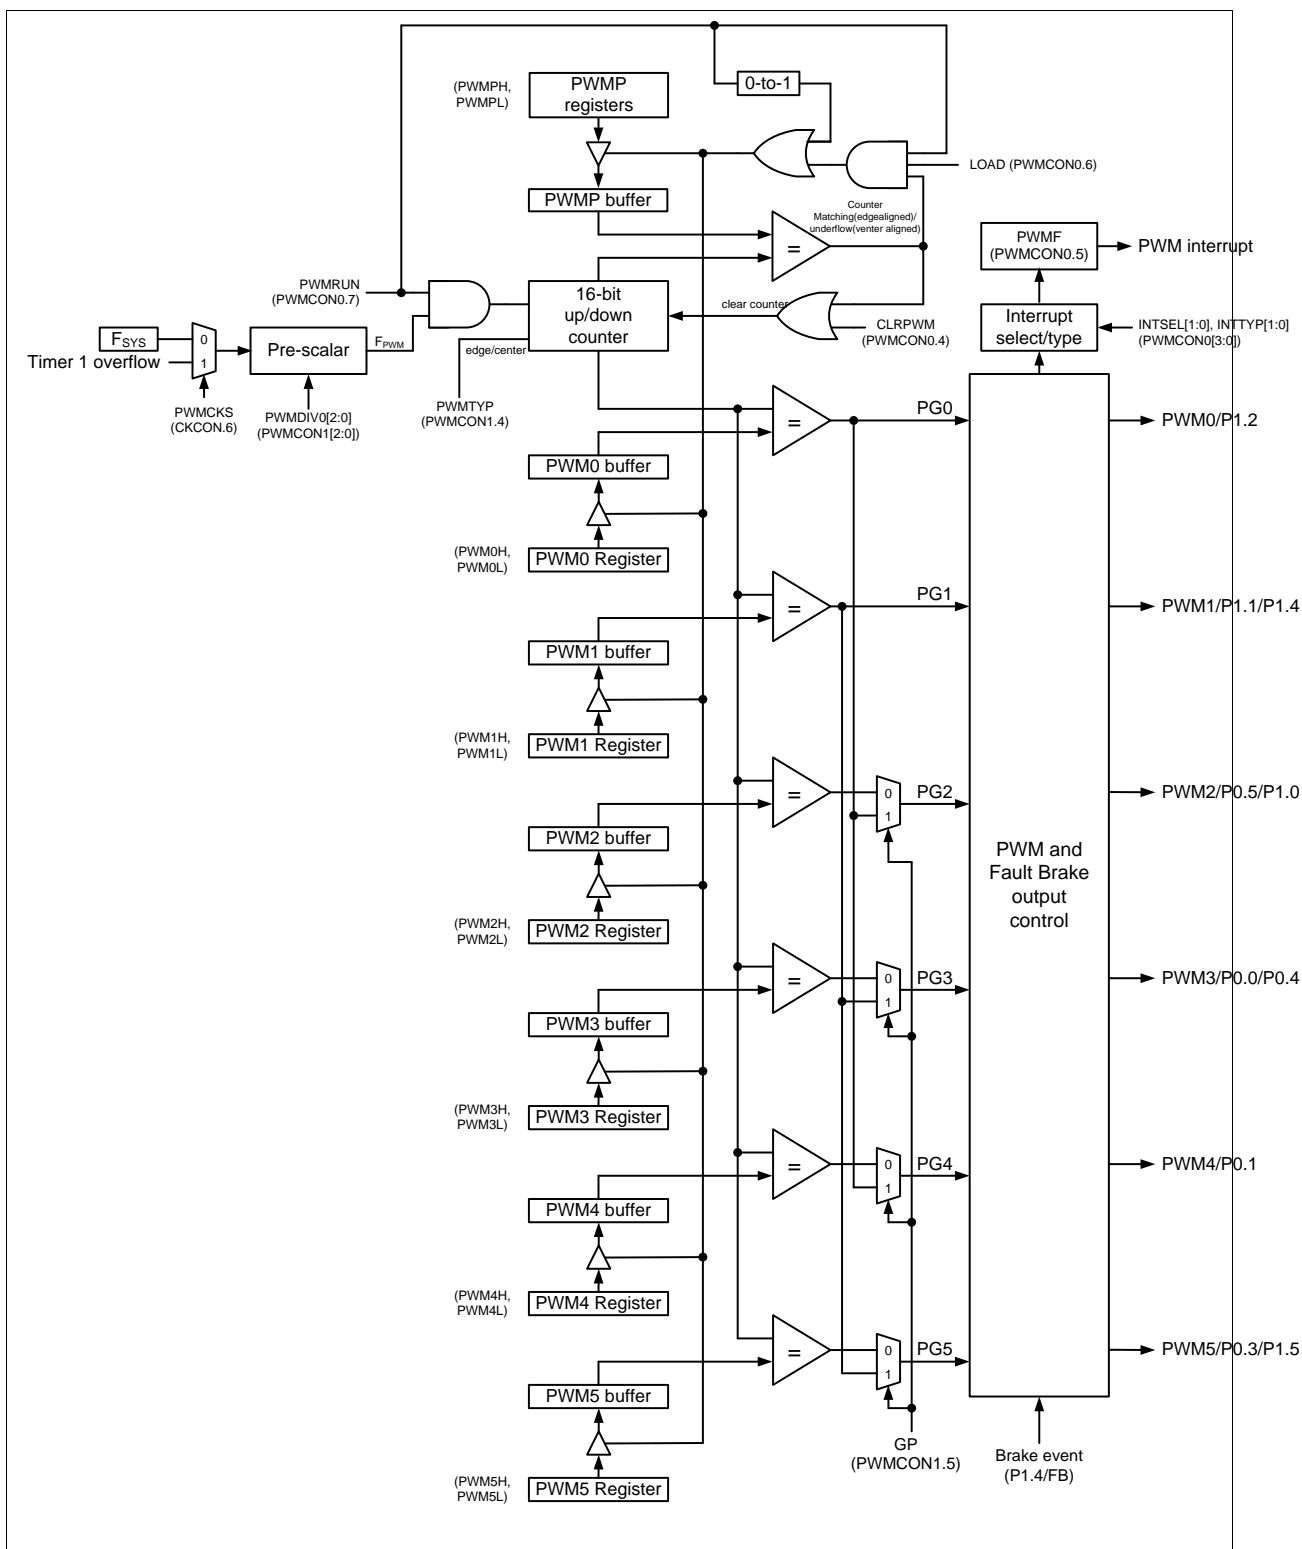 (PWMPH,
PWMPL)
PWMP
registers
0-to-1
LOAD (PWMCON0.6)
PWMP buffer
Counter
Matching(edgealigned)/
underflow(venter aligned)
=
PWMF
(PWMCON0.5)
PWM interrupt
PWMRUN
(PWMCON0.7)
16-bit
up/down
counter
clear counter
CLRPWM
(PWMCON0.4)
Interrupt
select/type
INTSEL[1:0], INTTYP[1:0]
(PWMCON0[3:0])
FSYS
Timer 1 overflow
0
1
Pre-scalar
FPWM
edge/center
PWMCKS
(CKCON.6)
PWMDIV0[2:0]
(PWMCON1[2:0])
PWMTYP
(PWMCON1.4)
=
PG0
PWM0/P1.2
PWM0 buffer
(PWM0H,
PWM0L)
PWM0 Register
=
PG1
PWM1/P1.1/P1.4
PWM1 buffer
(PWM1H,
PWM1L)
PWM1 Register
=
0
1
PG2
PWM2/P0.5/P1.0
PWM2 buffer
PWM and
Fault Brake
output
control
(PWM2H,
PWM2L)
PWM2 Register
=
0
1
PG3
PWM3/P0.0/P0.4
PWM3 buffer
(PWM3H,
PWM3L)
PWM3 Register
=
0
1
PG4
PWM4/P0.1
PWM4 buffer
(PWM4H,
PWM4L)
PWM4 Register
=
0
1
PG5
PWM5/P0.3/P1.5
PWM5 buffer
(PWM5H,
PWM5L)
PWM5 Register
GP
(PWMCON1.5)
Brake event
(P1.4/FB)